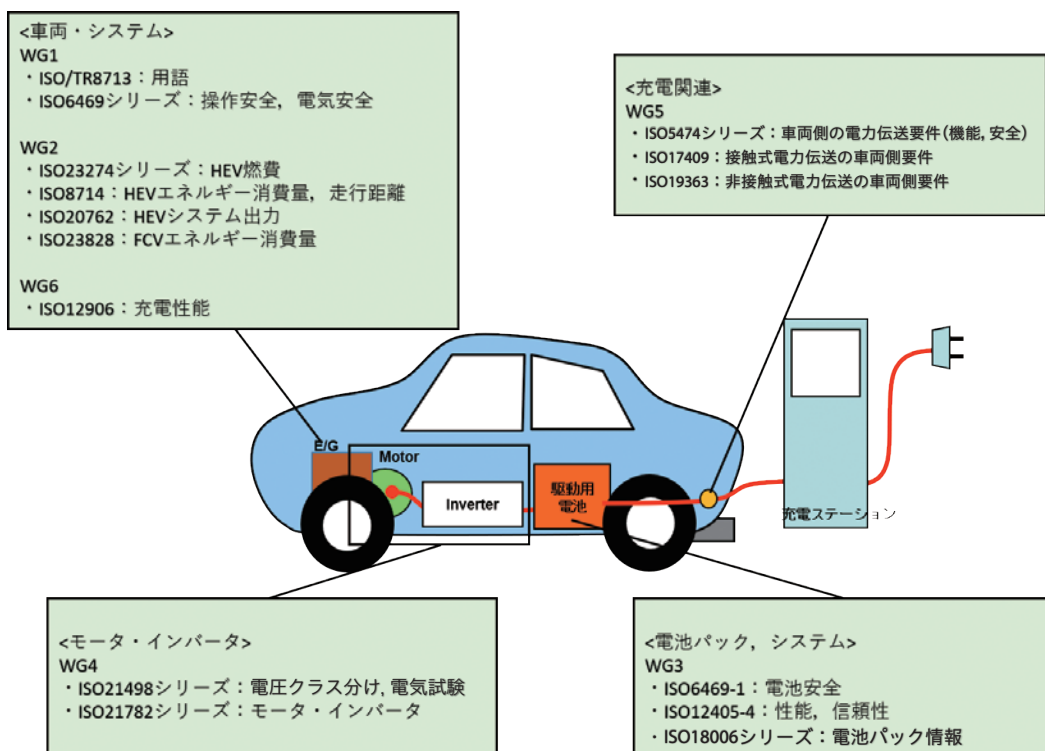 <車両・システム>
WG1
・ISO/TR8713：用語
・ISO6469シリーズ：操作安全，電気安全
WG2
・ISO23274シリーズ：HEV燃費
・ISO8714：HEVエネルギー消費量，走行距離
・ISO20762：HEVシステム出力
・ISO23828：FCVエネルギー消費量
WG6
・ISO12906：充電性能
<充電関連>
WG5
・ISO5474シリーズ：車両側の電力伝送要件(機能, 安全)
・ISO17409：接触式電力伝送の車両側要件
・ISO19363：非接触式電力伝送の車両側要件
E/G
Motor
Inverter
駆動用
電池
充電ステーション
<モータ・インバータ>
WG4
・ISO21498シリーズ：電圧クラス分け, 電気試験
・ISO21782シリーズ：モータ・インバータ
<電池パック，システム>
WG3
・ISO6469-1：電池安全
・ISO12405-4：性能，信頼性
・ISO18006シリーズ：電池パック情報